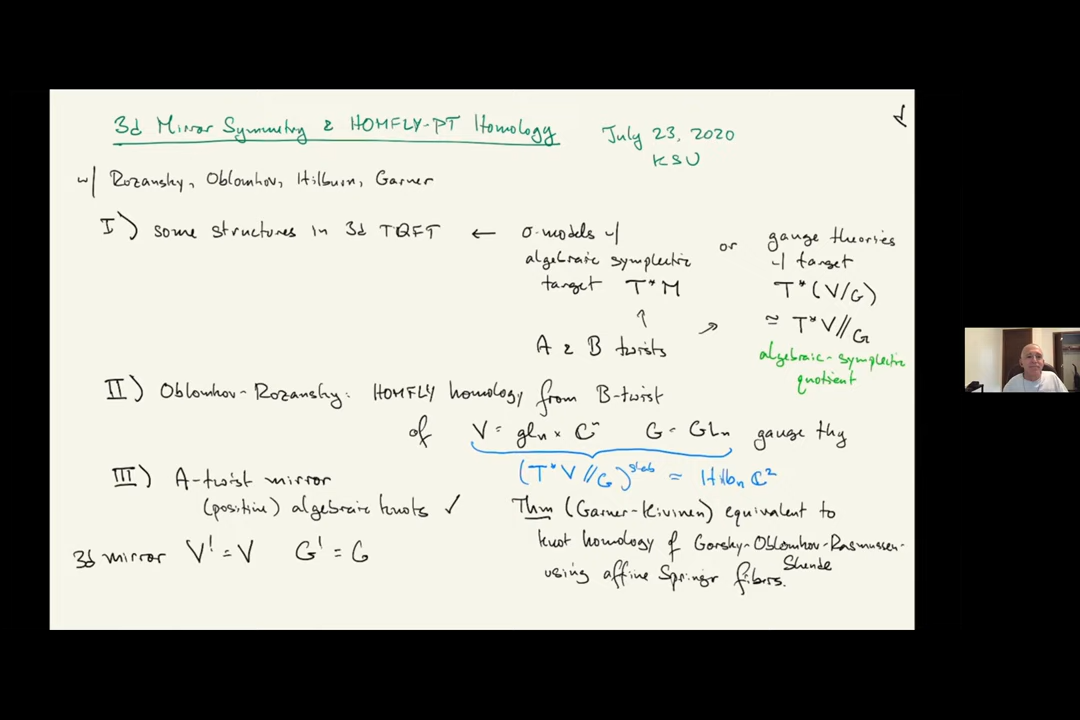 3d Mirror Symmetry & HOMFLY-PT Homology
July 23, 2020
KSU
w/ Rozansky, Oblomkov, Hilburn, Garner
I) some structures in 3d TQFT ← σ-models w/ algebraic symplectic target T*M
or gauge theories w/ target T*(V/G) ≈ T*V//G
algebraic-symplectic quotient
A & B twists
II) Oblomkov-Rozansky: HOMFLY homology from B-twist
of V = gln × Cⁿ G = GLn gauge thy
(T*V//G)^stab ≈ Hilbn C²
III) A-twist mirror
(positive) algebraic knots ✓
3d mirror V! = V G! = G
Thm (Garner-Kivinen) equivalent to
knot homology of Gorsky-Oblomkov-Rasmussen-Shende
using affine Springer fibers.